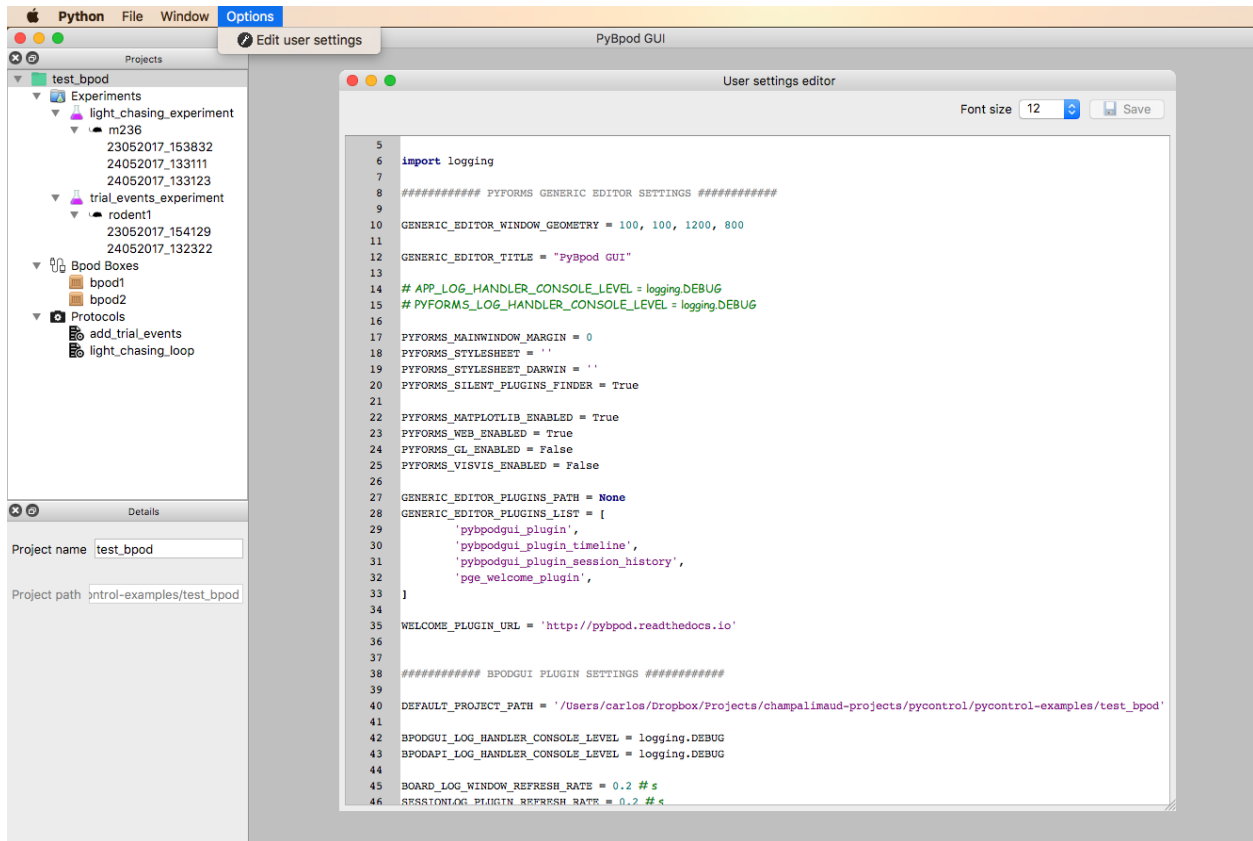 Python File Window Options
Edit user settings
PyBpod GUI
Projects
test_bpod
Experiments
light_chasing_experiment
m236
23052017_153832
24052017_133111
24052017_133123
trial_events_experiment
rodent1
23052017_154129
24052017_132322
Bpod Boxes
bpod1
bpod2
Protocols
add_trial_events
light_chasing_loop
Details
Project name test_bpod
Project path ontrol-examples/test_bpod
User settings editor
Font size 12 Save
5
6 import logging
7
8 ############ PYFORMS GENERIC EDITOR SETTINGS ############
9
10 GENERIC_EDITOR_WINDOW_GEOMETRY = 100, 100, 1200, 800
11
12 GENERIC_EDITOR_TITLE = "PyBpod GUI"
13
14 # APP_LOG_HANDLER_CONSOLE_LEVEL = logging.DEBUG
15 # PYFORMS_LOG_HANDLER_CONSOLE_LEVEL = logging.DEBUG
16
17 PYFORMS_MAINWINDOW_MARGIN = 0
18 PYFORMS_STYLESHEET = ''
19 PYFORMS_STYLESHEET_DARWIN = ''
20 PYFORMS_SILENT_PLUGINS_FINDER = True
21
22 PYFORMS_MATPLOTLIB_ENABLED = True
23 PYFORMS_WEB_ENABLED = True
24 PYFORMS_GL_ENABLED = False
25 PYFORMS_VISVIS_ENABLED = False
26
27 GENERIC_EDITOR_PLUGINS_PATH = None
28 GENERIC_EDITOR_PLUGINS_LIST = [
29 'pybpodgui_plugin',
30 'pybpodgui_plugin_timeline',
31 'pybpodgui_plugin_session_history',
32 'pge_welcome_plugin',
33 ]
34
35 WELCOME_PLUGIN_URL = 'http://pybpod.readthedocs.io'
36
37
38 ############ BPODGUI PLUGIN SETTINGS ############
39
40 DEFAULT_PROJECT_PATH = '/Users/carlos/Dropbox/Projects/champalimaud-projects/pycontrol/pycontrol-examples/test_bpod'
41
42 BPODGUI_LOG_HANDLER_CONSOLE_LEVEL = logging.DEBUG
43 BPODAPI_LOG_HANDLER_CONSOLE_LEVEL = logging.DEBUG
44
45 BOARD_LOG_WINDOW_REFRESH_RATE = 0.2 # s
46 SESSIONLOG_PLUGIN_REFRESH_RATE = 0.2 # s